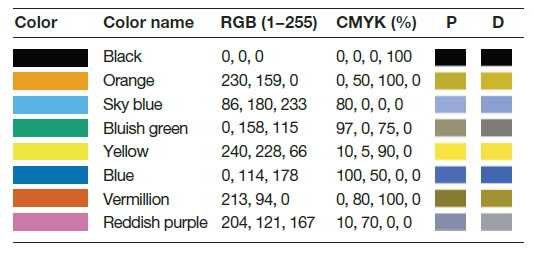 Color Color name RGB (1–255) CMYK (%) P D
Black 0, 0, 0 0, 0, 0, 100
Orange 230, 159, 0 0, 50, 100, 0
Sky blue 86, 180, 233 80, 0, 0, 0
Bluish green 0, 158, 115 97, 0, 75, 0
Yellow 240, 228, 66 10, 5, 90, 0
Blue 0, 114, 178 100, 50, 0, 0
Vermillion 213, 94, 0 0, 80, 100, 0
Reddish purple 204, 121, 167 10, 70, 0, 0